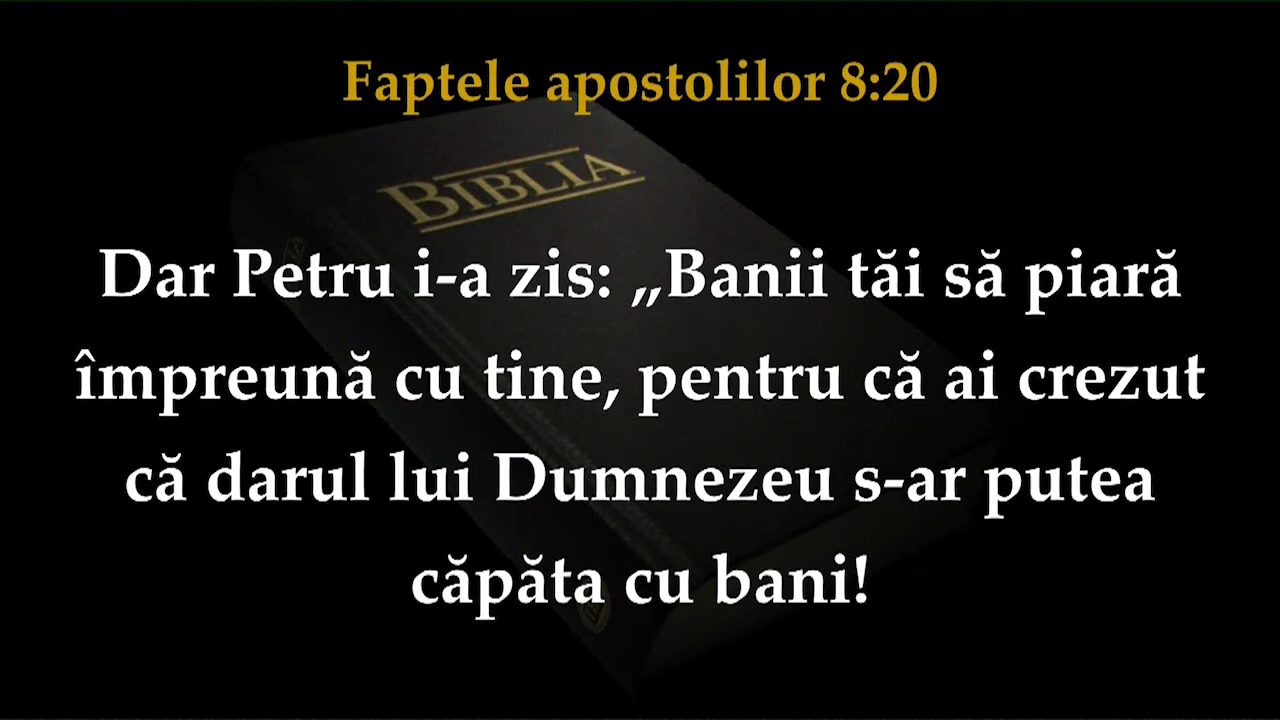 Faptele apostolilor 8:20
BIBLIA
Dar Petru i-a zis: „Banii tăi să piară
împreună cu tine, pentru că ai crezut
că darul lui Dumnezeu s-ar putea
căpăta cu bani!